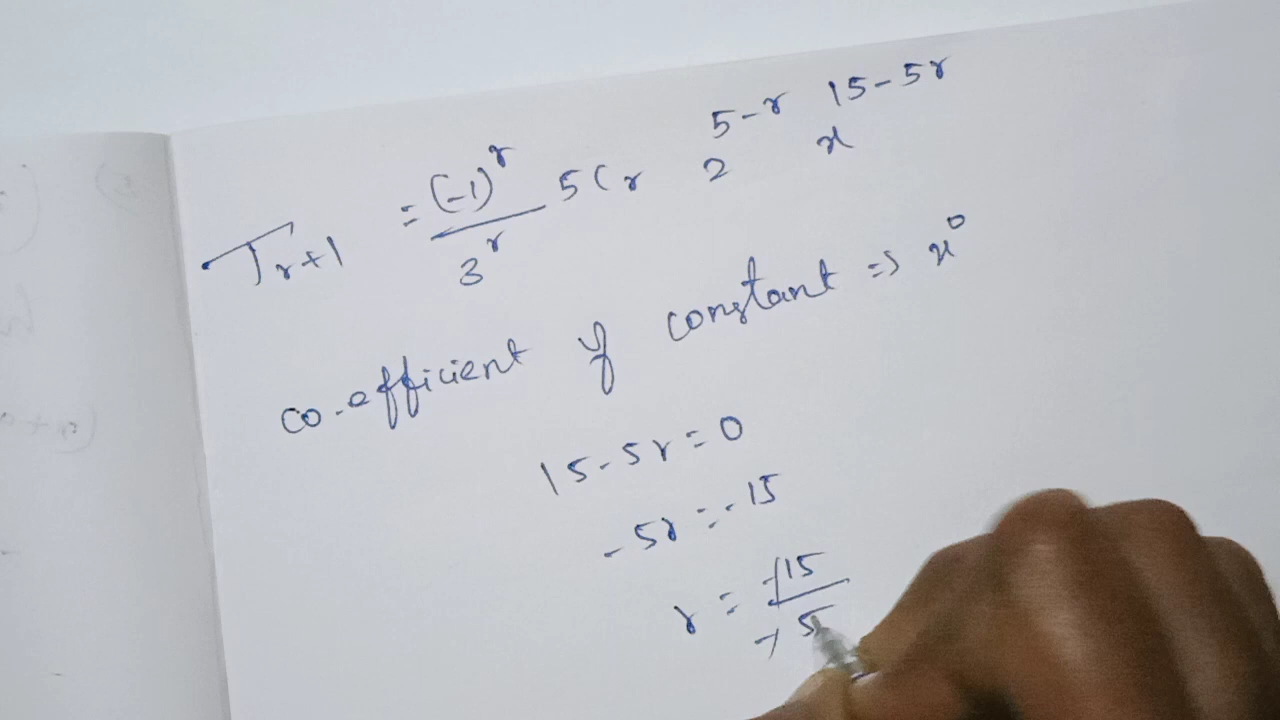 T r+1 = (-1)^r / 3^r 5Cr 2^5-r x^15-5r
co-efficient of constant => x^0
15-5r=0
-5r=-15
r = -15 / -5